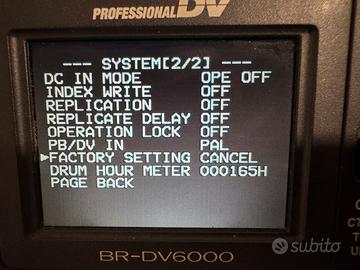 PROFESSIONAL DV
--- SYSTEM[2/2] ---
DC IN MODE OPE OFF
INDEX WRITE OFF
REPLICATION OFF
REPLICATE DELAY OFF
OPERATION LOCK OFF
PB/DV IN PAL
►FACTORY SETTING CANCEL
DRUM HOUR METER 000165H
PAGE BACK
BR-DV6000
subito